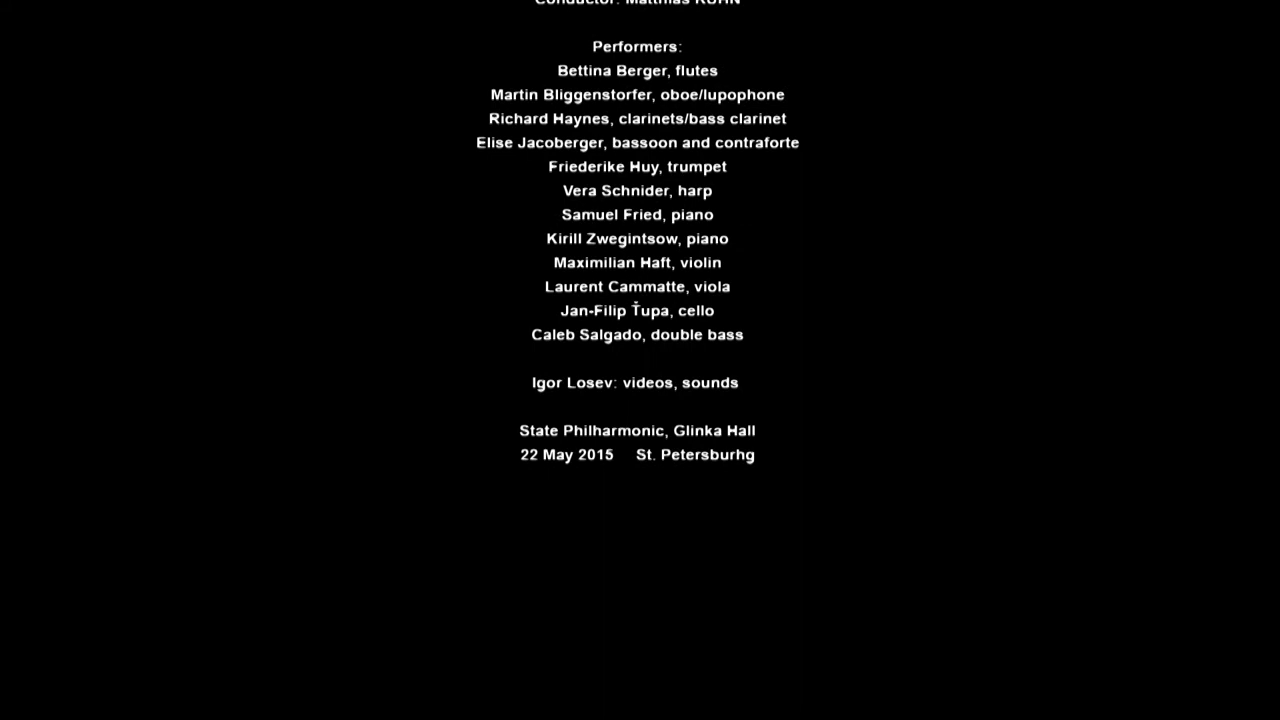 Conductor: Matthias KUHN
Performers:
Bettina Berger, flutes
Martin Bliggenstorfer, oboe/lupophone
Richard Haynes, clarinets/bass clarinet
Elise Jacoberger, bassoon and contraforte
Friederike Huy, trumpet
Vera Schnider, harp
Samuel Fried, piano
Kirill Zwegintsow, piano
Maximilian Haft, violin
Laurent Cammatte, viola
Jan-Filip Ťupa, cello
Caleb Salgado, double bass
Igor Losev: videos, sounds
State Philharmonic, Glinka Hall
22 May 2015 St. Petersburhg